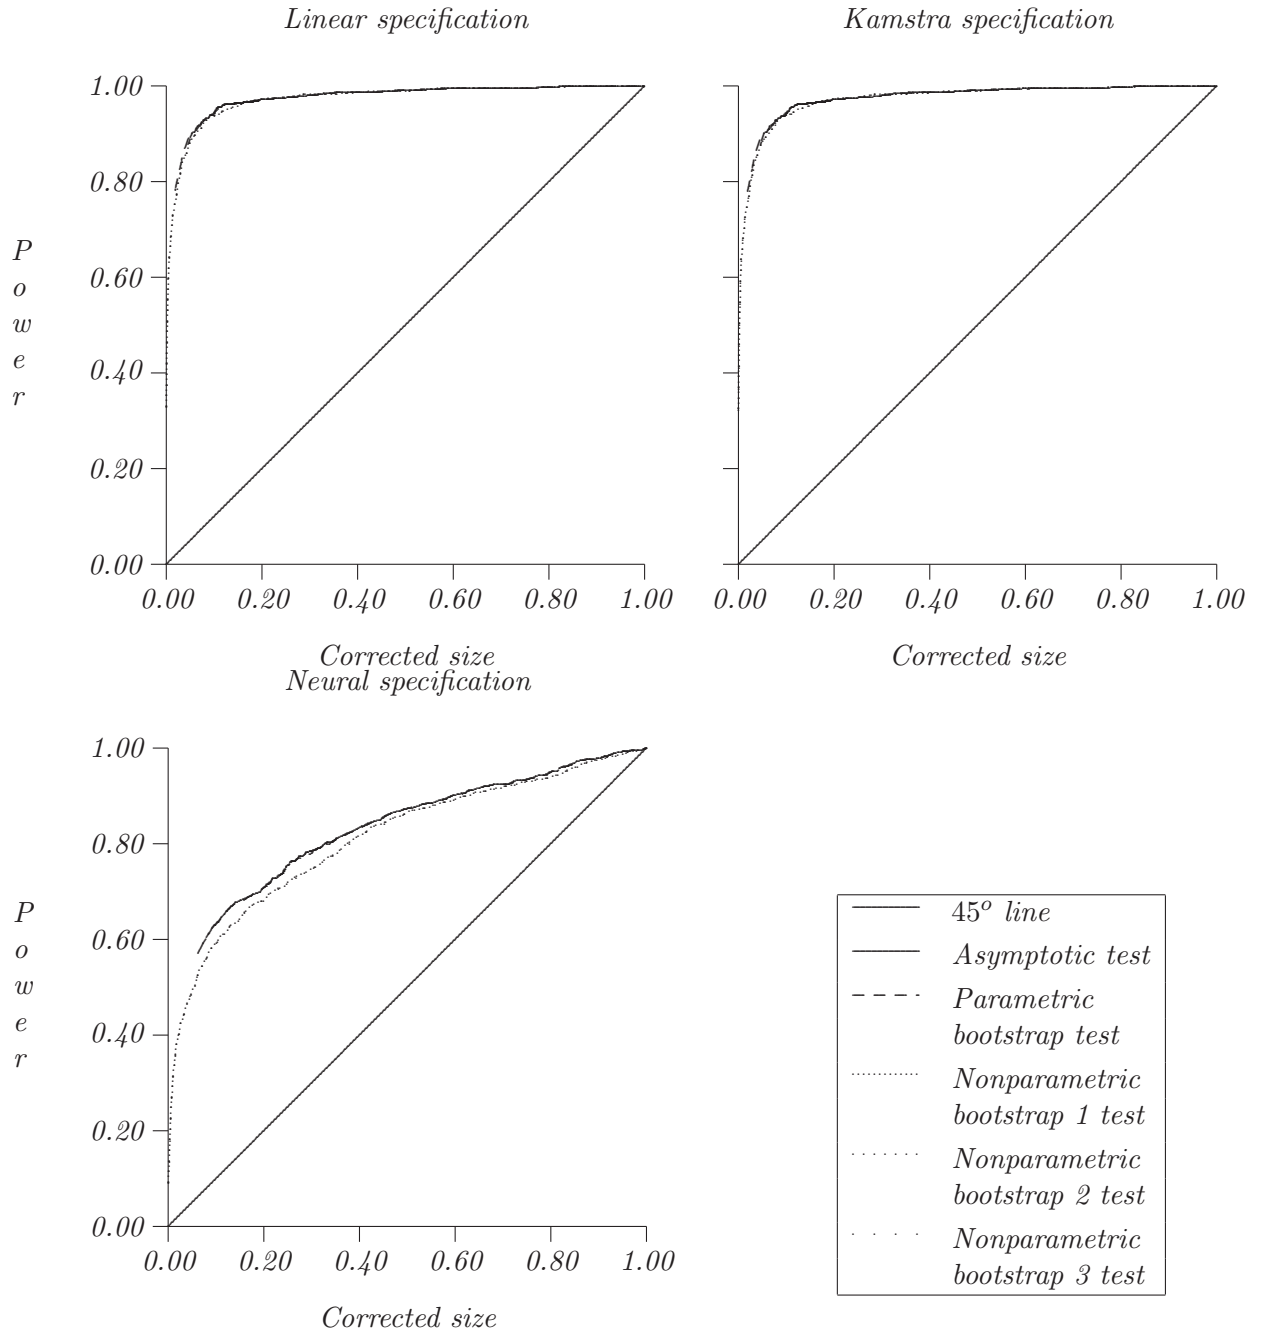 Linear specification
Kamstra specification
1.00
0.80
0.60
0.40
0.20
0.00
P
o
w
e
r
0.00 0.20 0.40 0.60 0.80 1.00
0.00 0.20 0.40 0.60 0.80 1.00
Corrected size
Corrected size
Neural specification
1.00
0.80
0.60
0.40
0.20
0.00
P
o
w
e
r
0.00 0.20 0.40 0.60 0.80 1.00
Corrected size
45º line
Asymptotic test
Parametric
bootstrap test
Nonparametric
bootstrap 1 test
Nonparametric
bootstrap 2 test
Nonparametric
bootstrap 3 test